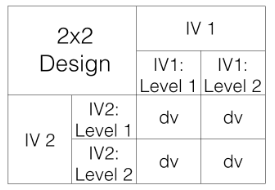 2x2
Design
IV 1
IV1:
Level 1
IV1:
Level 2
IV 2
IV2:
Level 1
dv
dv
IV2:
Level 2
dv
dv